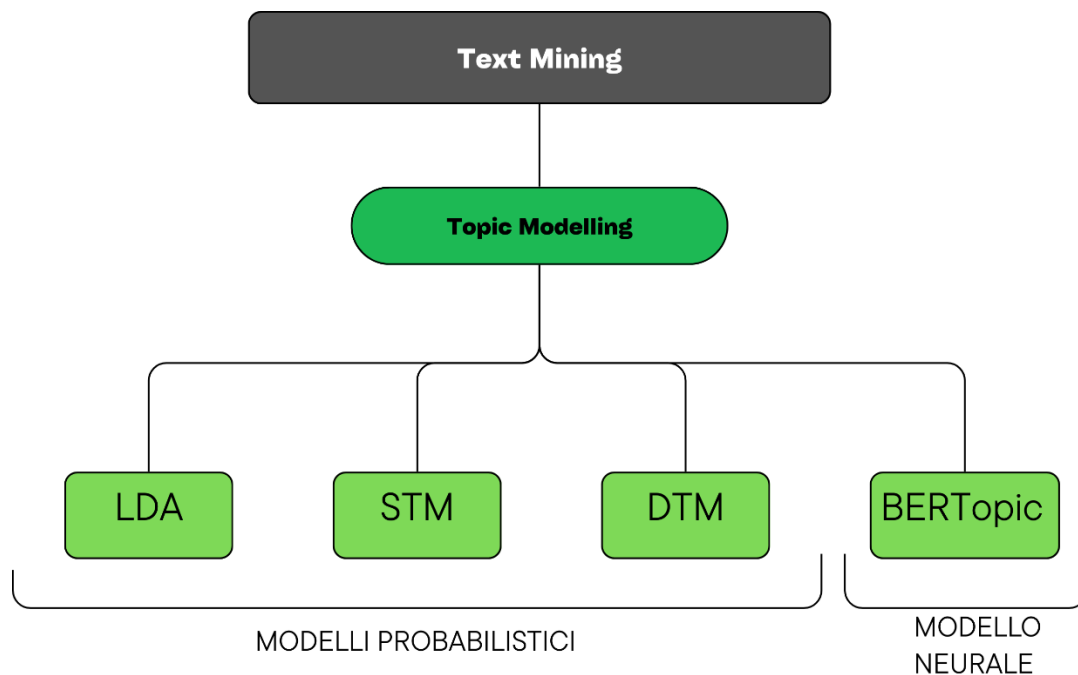 Text Mining
Topic Modelling
LDA
STM
DTM
BERTopic
MODELLI PROBABILISTICI
MODELLO
NEURALE